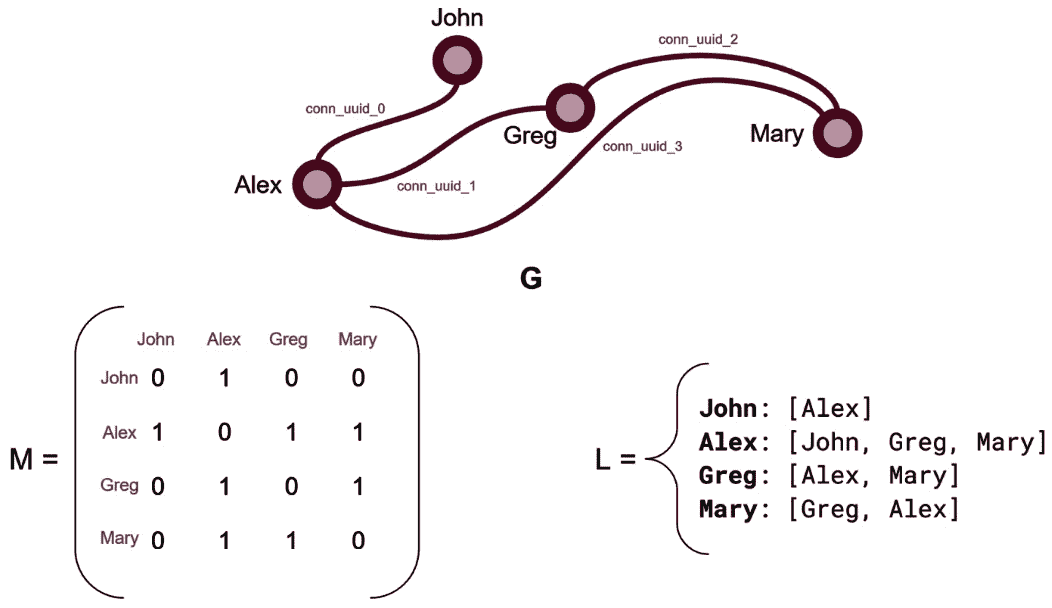 John
conn_uuid_2
conn_uuid_0
Greg
Mary
conn_uuid_3
Alex
conn_uuid_1
G
John Alex Greg Mary
John 0 1 0 0
Alex 1 0 1 1
M =
Greg 0 1 0 1
Mary 0 1 1 0
L =
John: [Alex]
Alex: [John, Greg, Mary]
Greg: [Alex, Mary]
Mary: [Greg, Alex]